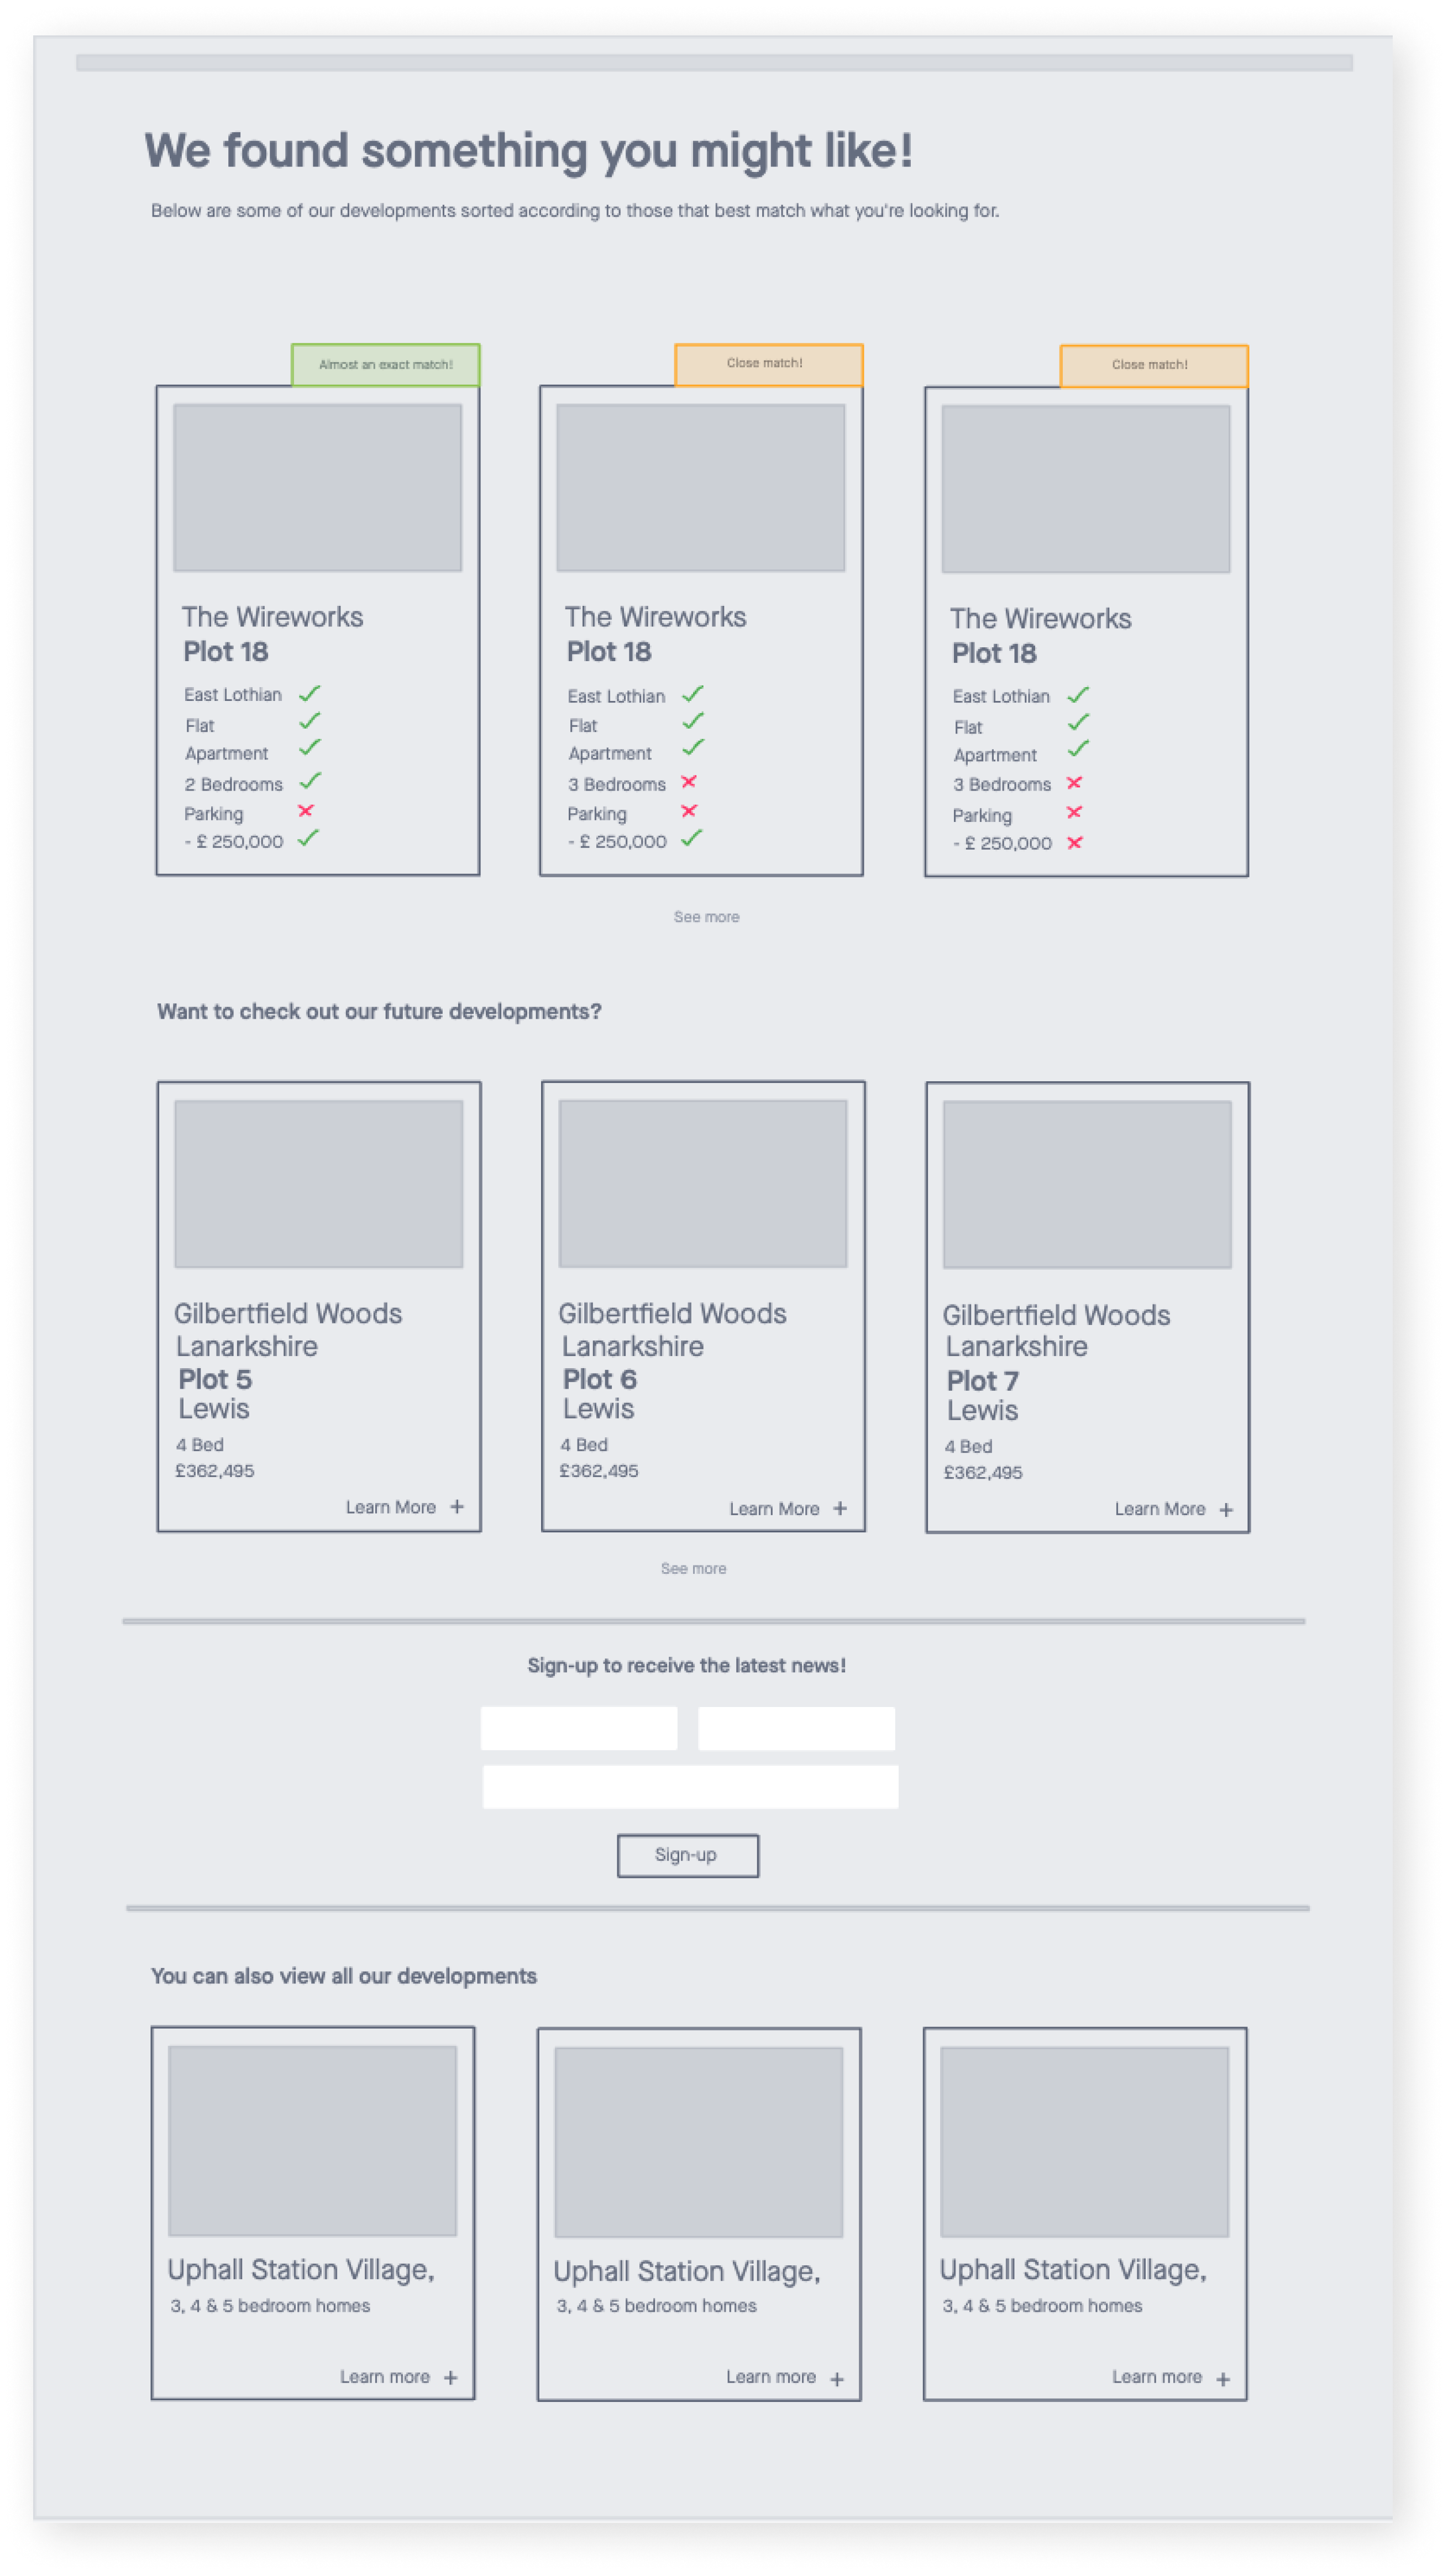 We found something you might like!
Below are some of our developments sorted according to those that best match what you're looking for.
Almost an exact match!
The Wireworks
Plot 18
East Lothian
Flat
Apartment
2 Bedrooms
Parking
- £ 250,000
Close match!
The Wireworks
Plot 18
East Lothian
Flat
Apartment
3 Bedrooms
Parking
- £ 250,000
Close match!
The Wireworks
Plot 18
East Lothian
Flat
Apartment
3 Bedrooms
Parking
- £ 250,000
See more
Want to check out our future developments?
Gilbertfield Woods
Lanarkshire
Plot 5
Lewis
4 Bed
£362,495
Learn More +
Gilbertfield Woods
Lanarkshire
Plot 6
Lewis
4 Bed
£362,495
Learn More +
Gilbertfield Woods
Lanarkshire
Plot 7
Lewis
4 Bed
£362,495
Learn More +
See more
Sign-up to receive the latest news!
Sign-up
You can also view all our developments
Uphall Station Village,
3, 4 & 5 bedroom homes
Learn more +
Uphall Station Village,
3, 4 & 5 bedroom homes
Learn more +
Uphall Station Village,
3, 4 & 5 bedroom homes
Learn more +